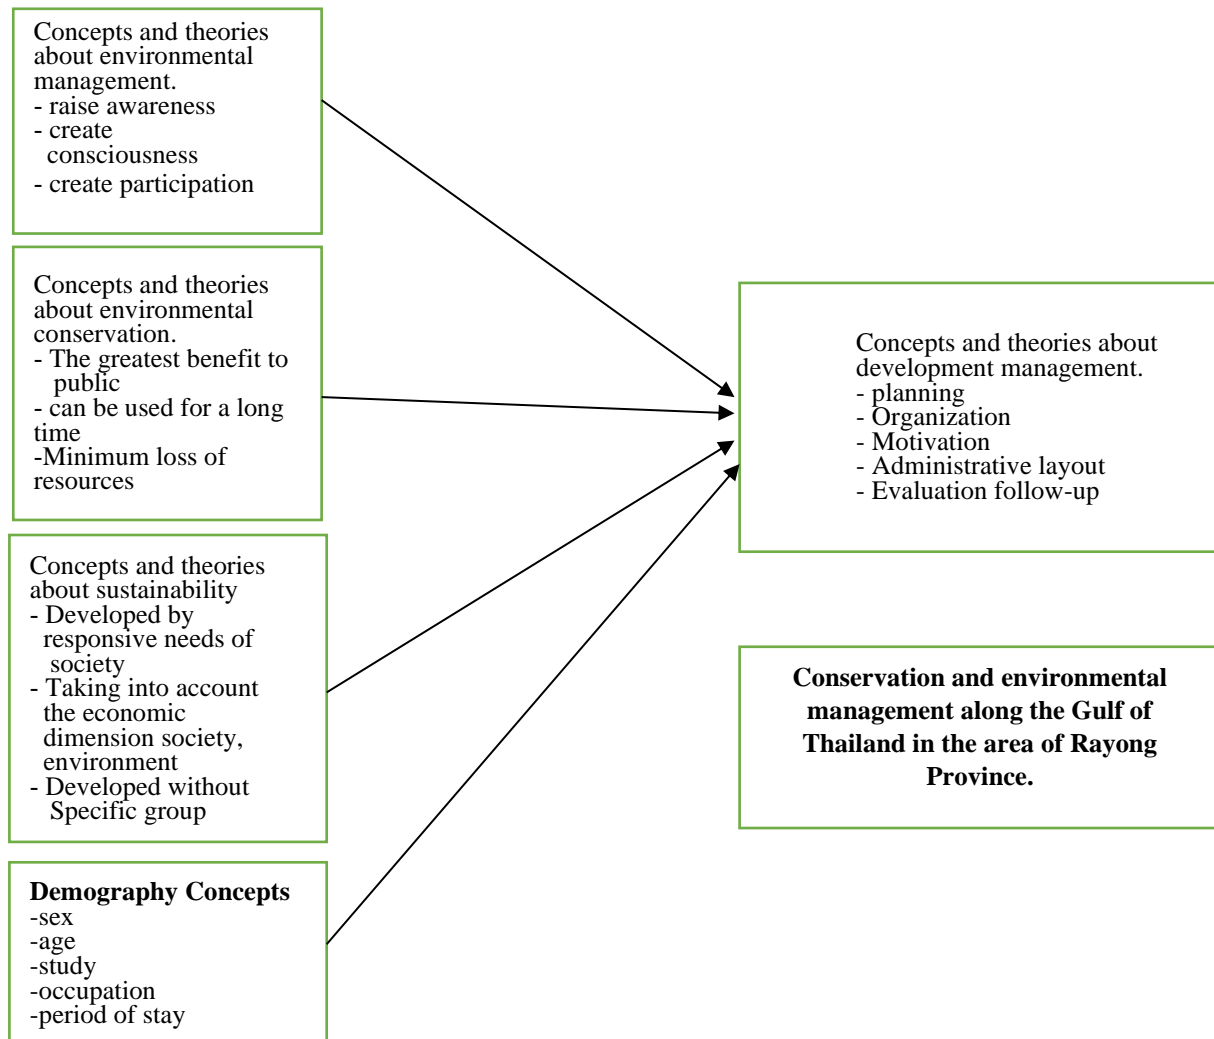 Concepts and theories
about environmental
management.
- raise awareness
- create
consciousness
- create participation
Concepts and theories
about environmental
conservation.
- The greatest benefit to
public
- can be used for a long
time
-Minimum loss of
resources
Concepts and theories
about sustainability
- Developed by
responsive needs of
society
- Taking into account
the economic
dimension society,
environment
- Developed without
Specific group
Demography Concepts
-sex
-age
-study
-occupation
-period of stay
Concepts and theories about
development management.
- planning
- Organization
- Motivation
- Administrative layout
- Evaluation follow-up
Conservation and environmental
management along the Gulf of
Thailand in the area of Rayong
Province.